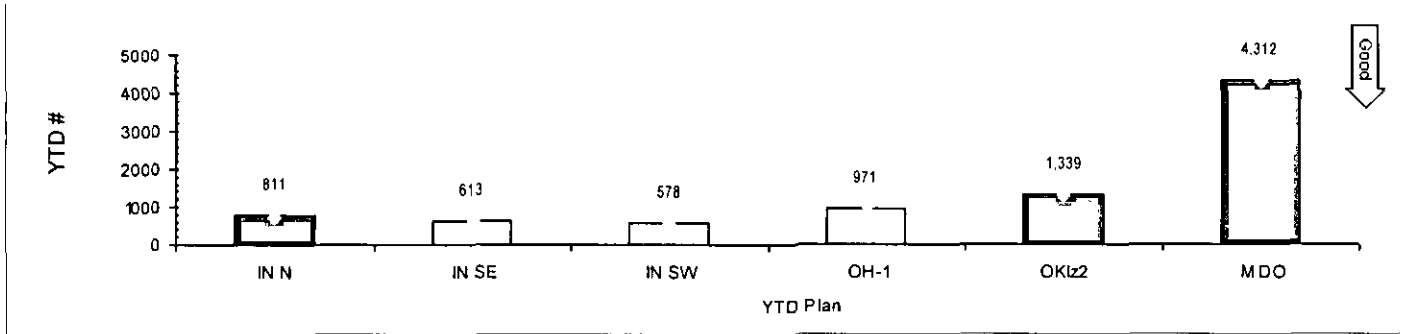 5000
4000
3000
2000
1000
0
YTD #
811
613
578
971
1,339
4.312
Good
IN N
IN SE
IN SW
OH-1
OKIz2
MDO
YTD Plan